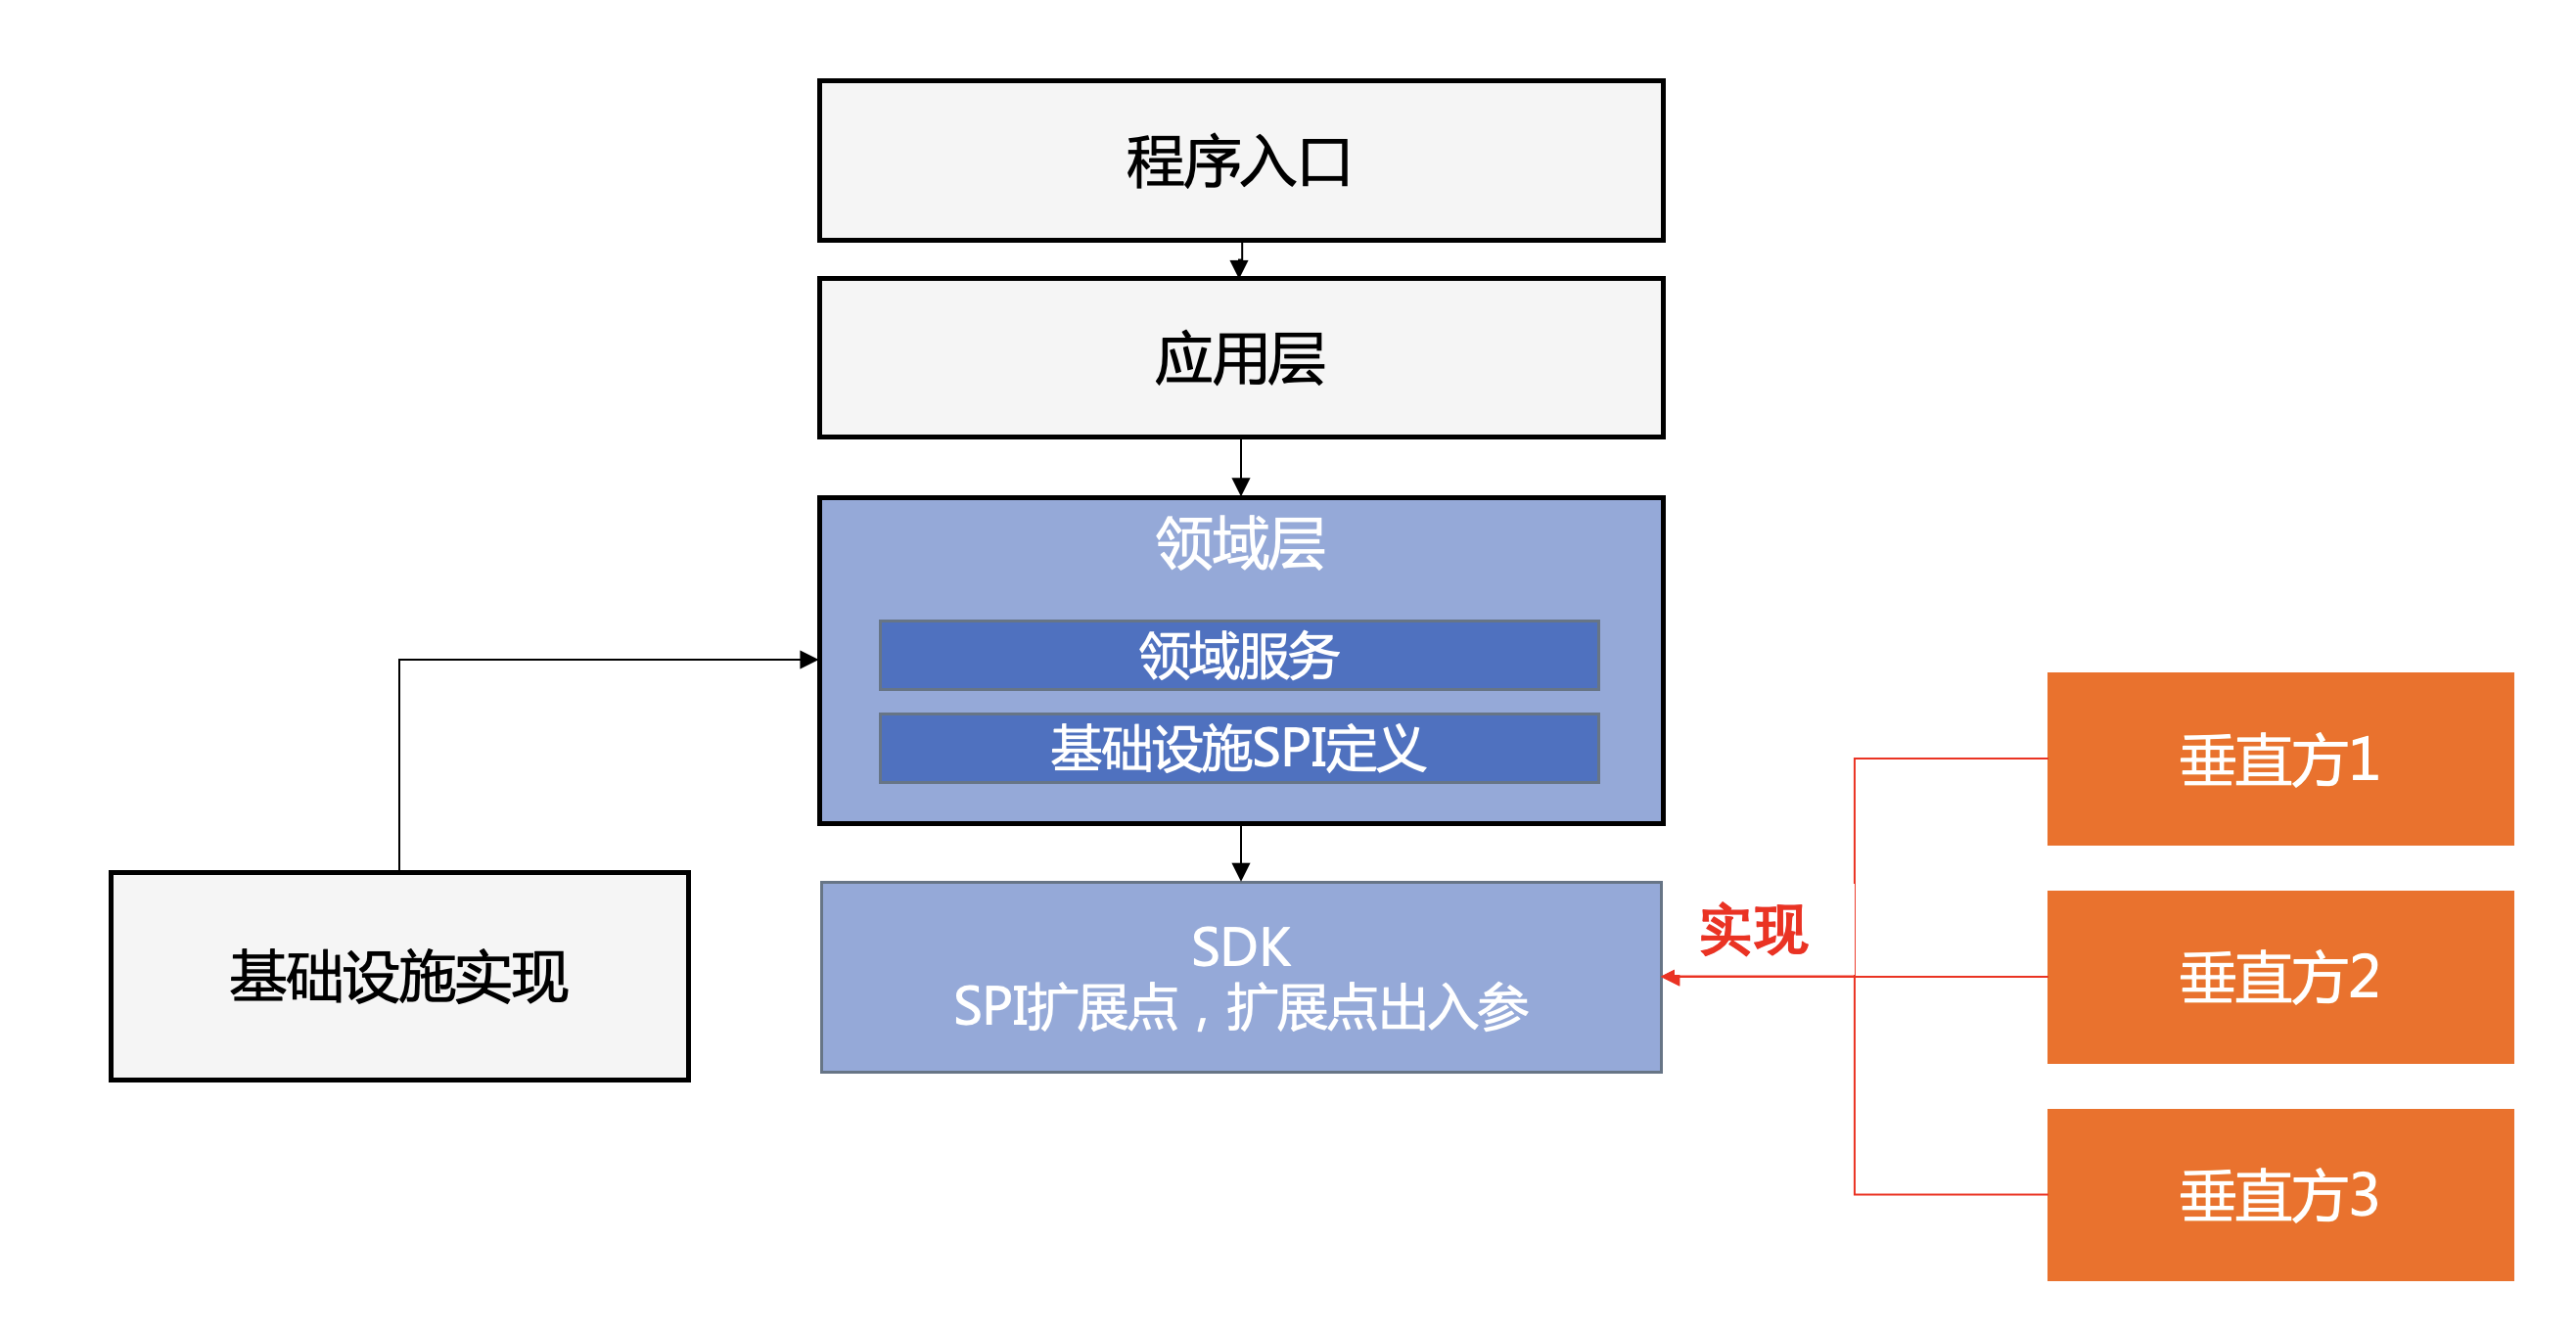 程序入口
应用层
领域层
领域服务
基础设施SPI定义
基础设施实现
SDK
SPI扩展点，扩展点出入参
实现
垂直方1
垂直方2
垂直方3